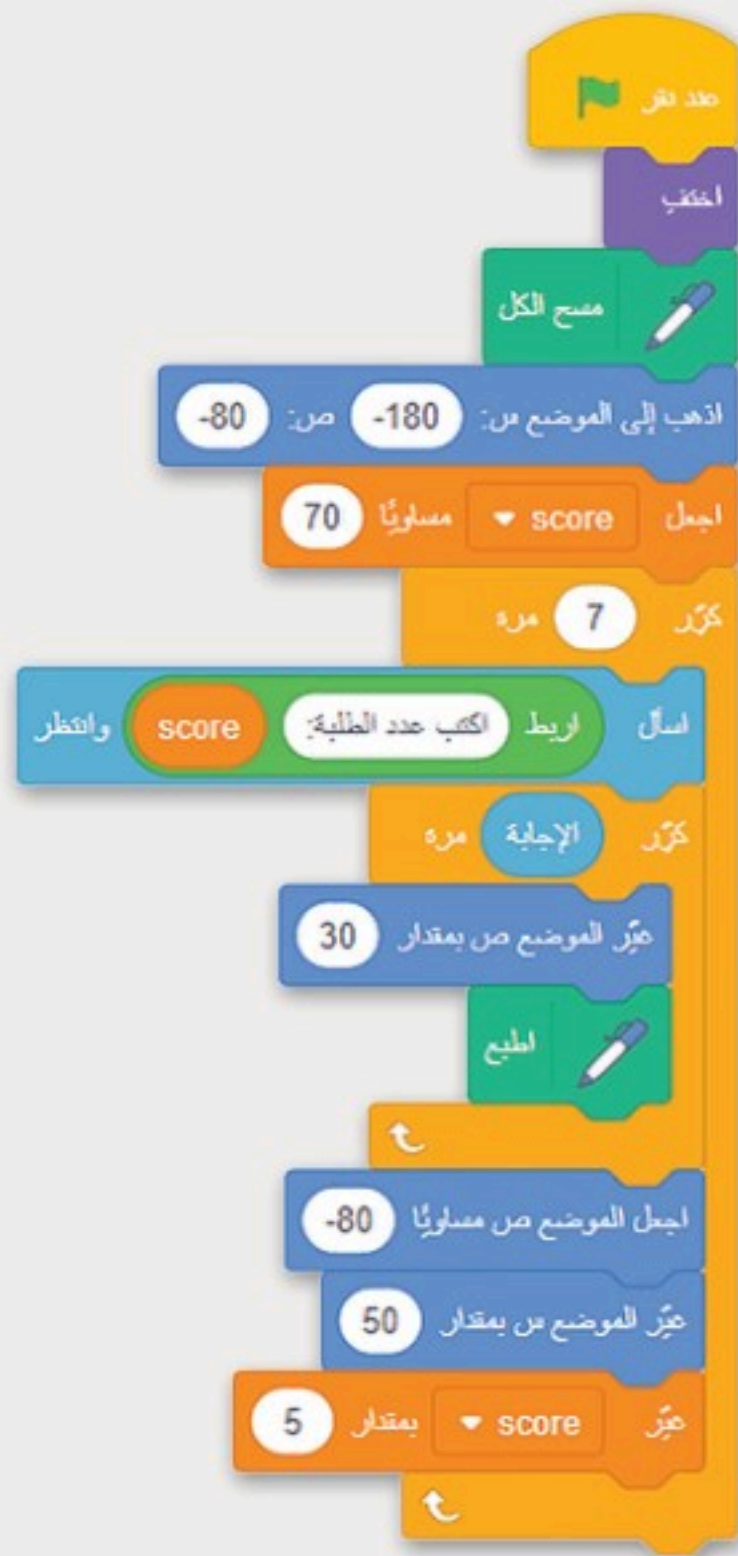 عند نقر
اختفِ
مسح الكل
اذهب إلى الموضع س: -180 ص: -80
اجعل score مساويًا 70
كرّر 7 مرة
اسأل اربط اكتب عدد الطلبة: score وانتظر
كرّر الإجابة مرة
غيّر الموضع ص بمقدار 30
اطبع
اجعل الموضع ص مساويًا -80
غيّر الموضع س بمقدار 50
غيّر score بمقدار 5